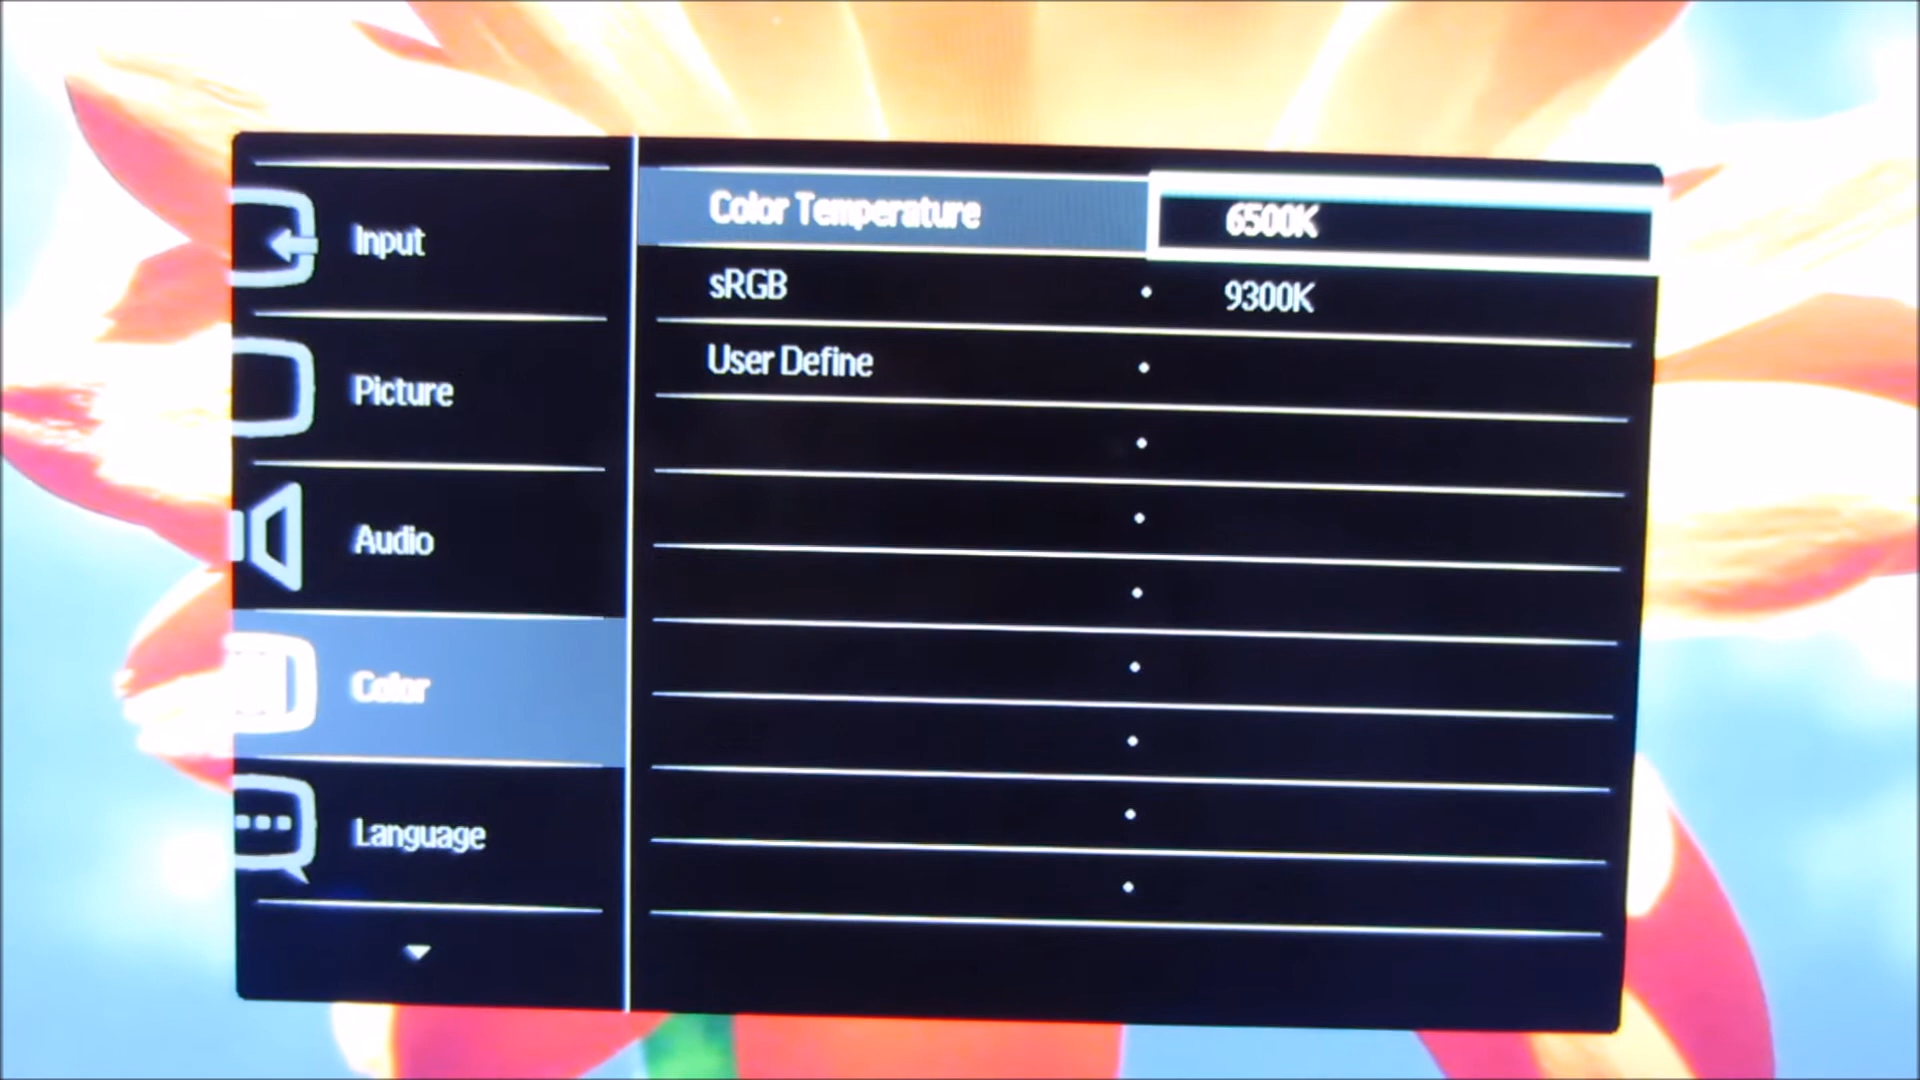 Input
Picture
Audio
Color
Language
Color Temperature
6500K
sRGB
9300K
User Define